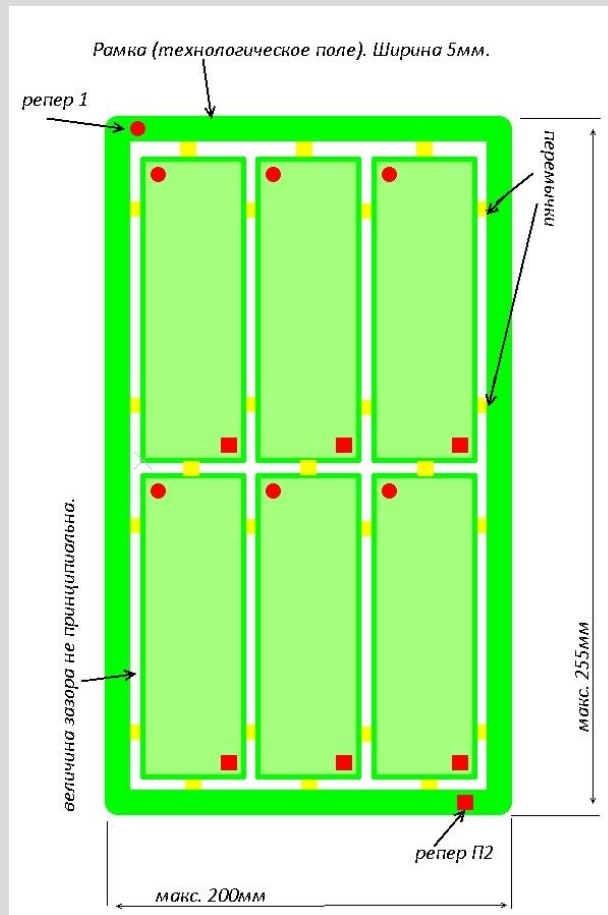 Рамка (технологическое поле). Ширина 5мм.
репер 1
перемычки
величина зазора не принципиальна.
макс. 255мм
репер П2
макс. 200мм